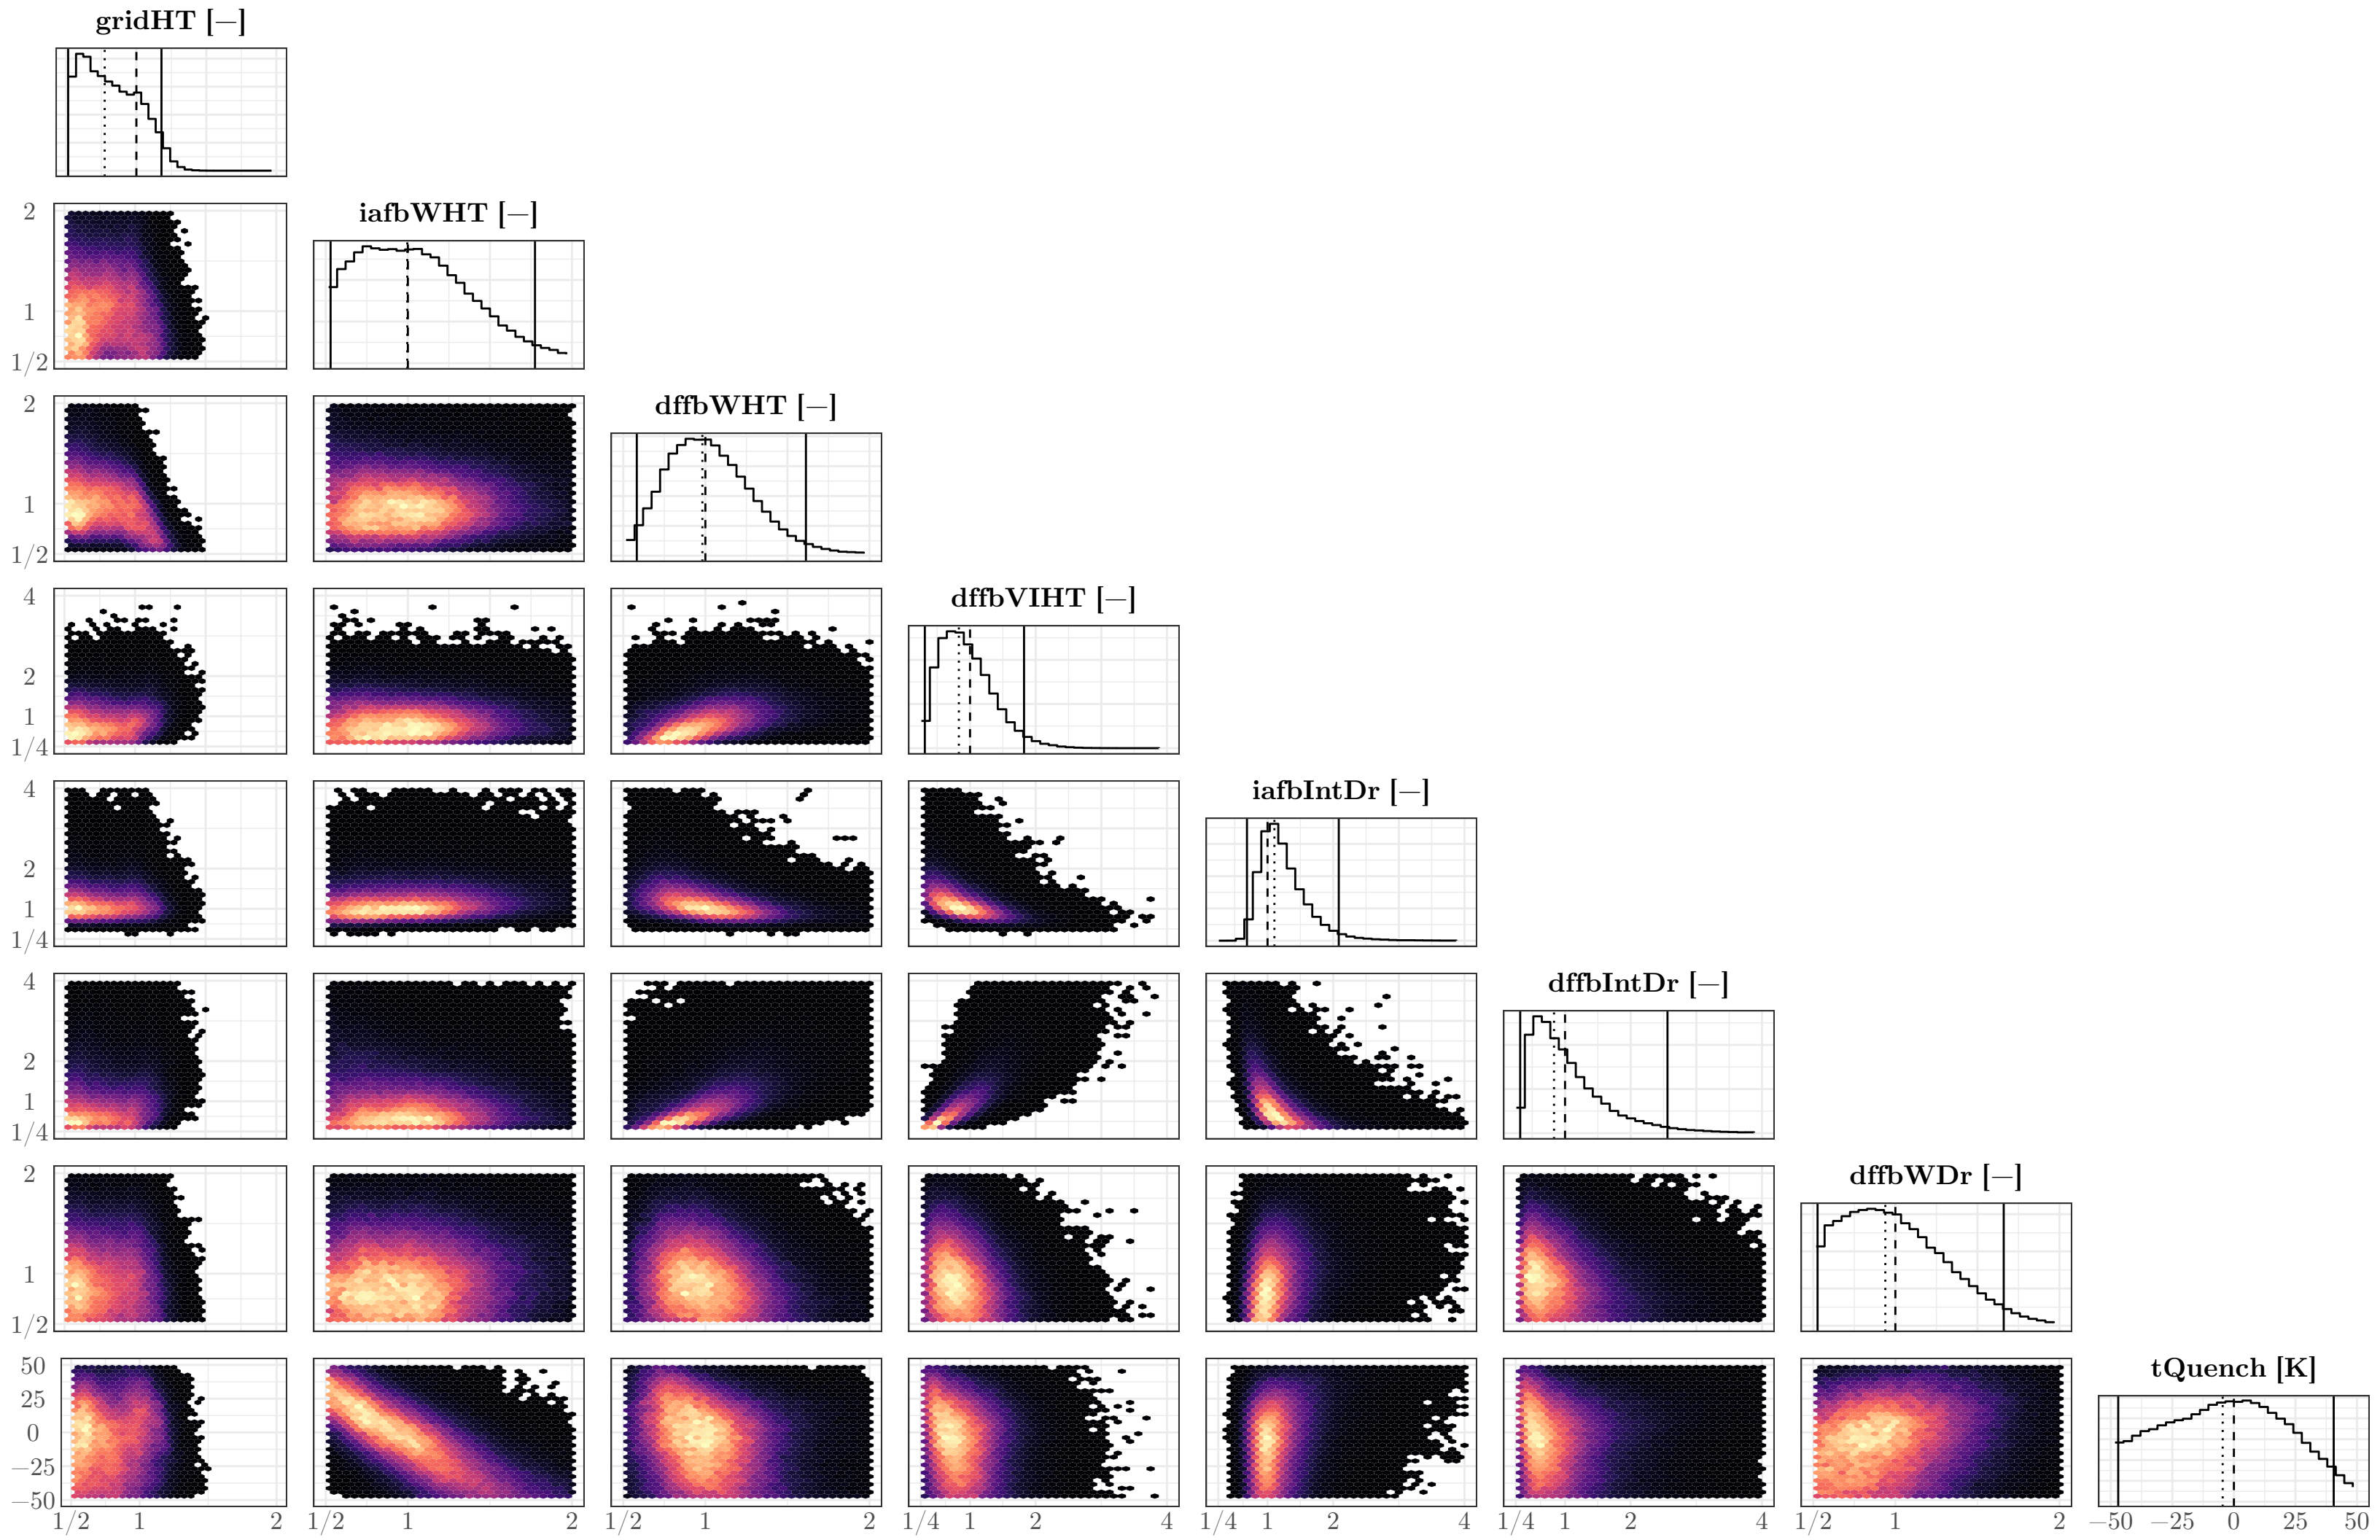 gridHT [−]
2 iafbWHT [−]
1
1/2
2 dffbWHT [−]
1
1/2
4 dffbVIHT [−]
2
1
1/4
4 iafbIntDr [−]
2
1
1/4
4 dffbIntDr [−]
2
1
1/4
2 dffbWDr [−]
1
1/2
50 tQuench [K]
25
0
−25
−50
1/2 1 2 1/2 1 2 1/2 1 2 1/4 1 2 4 1/4 1 2 4 1/4 1 2 4 1/2 1 2 −50 −25 0 25 50